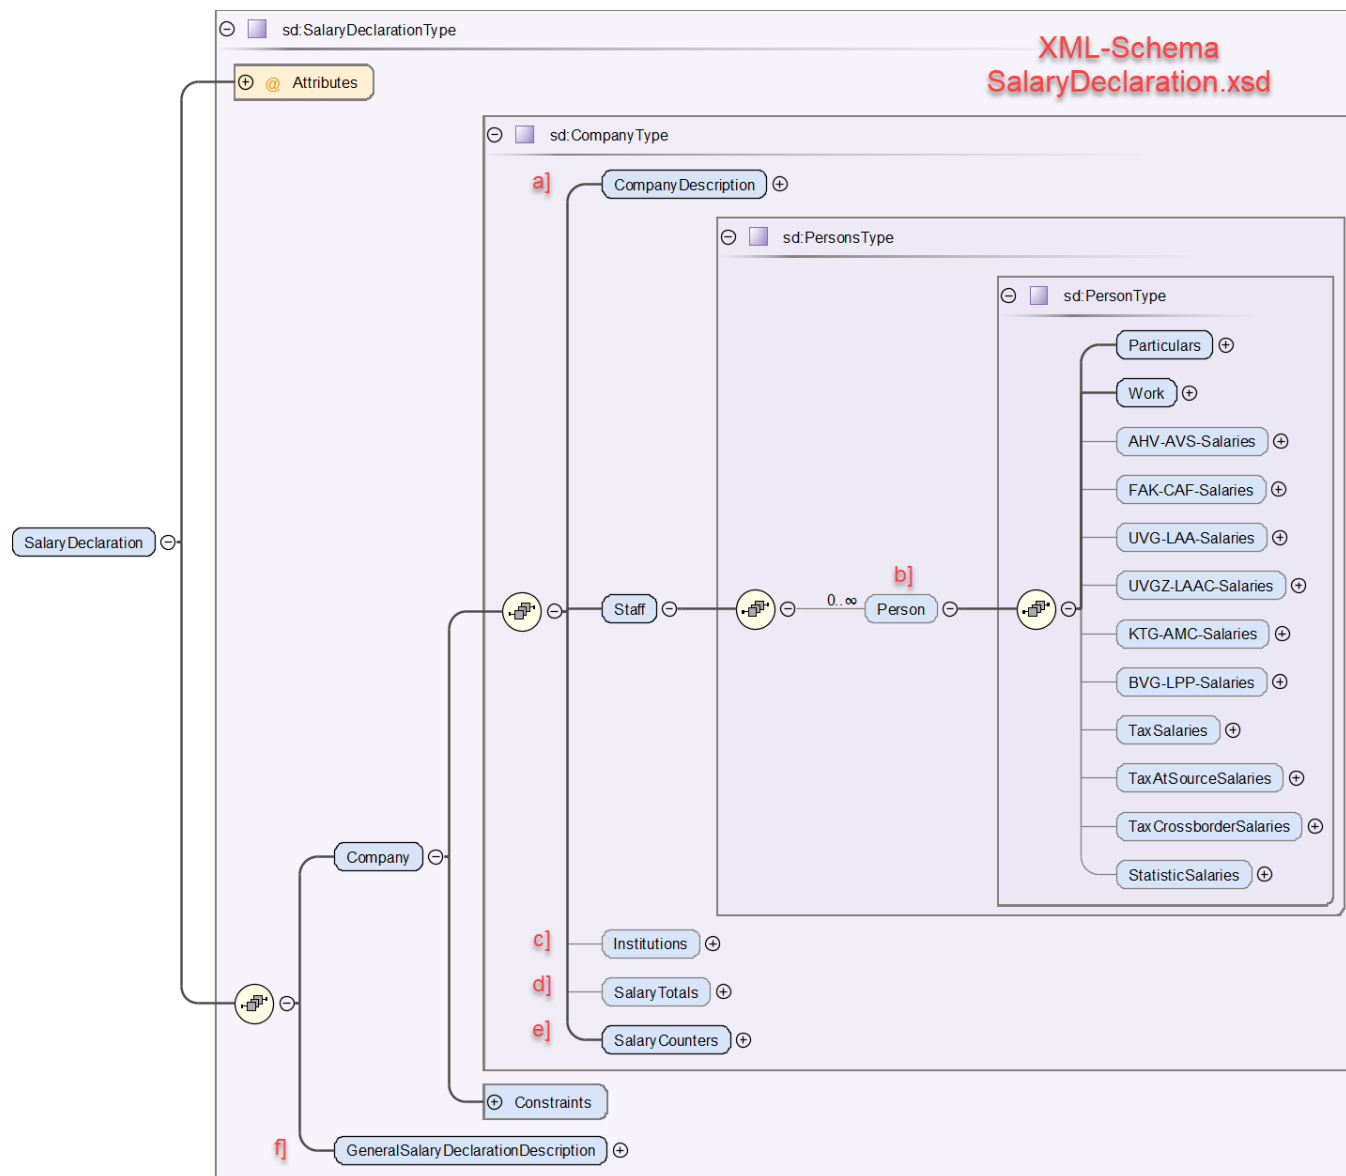 sd:SalaryDeclarationType
XML-Schema
SalaryDeclaration.xsd
@ Attributes
sd:CompanyType
a] CompanyDescription
sd:PersonsType
sd:PersonType
Particulars
Work
AHV-AVS-Salaries
FAK-CAF-Salaries
UVG-LAA-Salaries
SalaryDeclaration
UVGZ-LAAC-Salaries
b]
Staff
0..∞
Person
KTG-AMC-Salaries
BVG-LPP-Salaries
TaxSalaries
TaxAtSourceSalaries
TaxCrossborderSalaries
Company
StatisticSalaries
c] Institutions
d] SalaryTotals
e] SalaryCounters
Constraints
f] GeneralSalaryDeclarationDescription